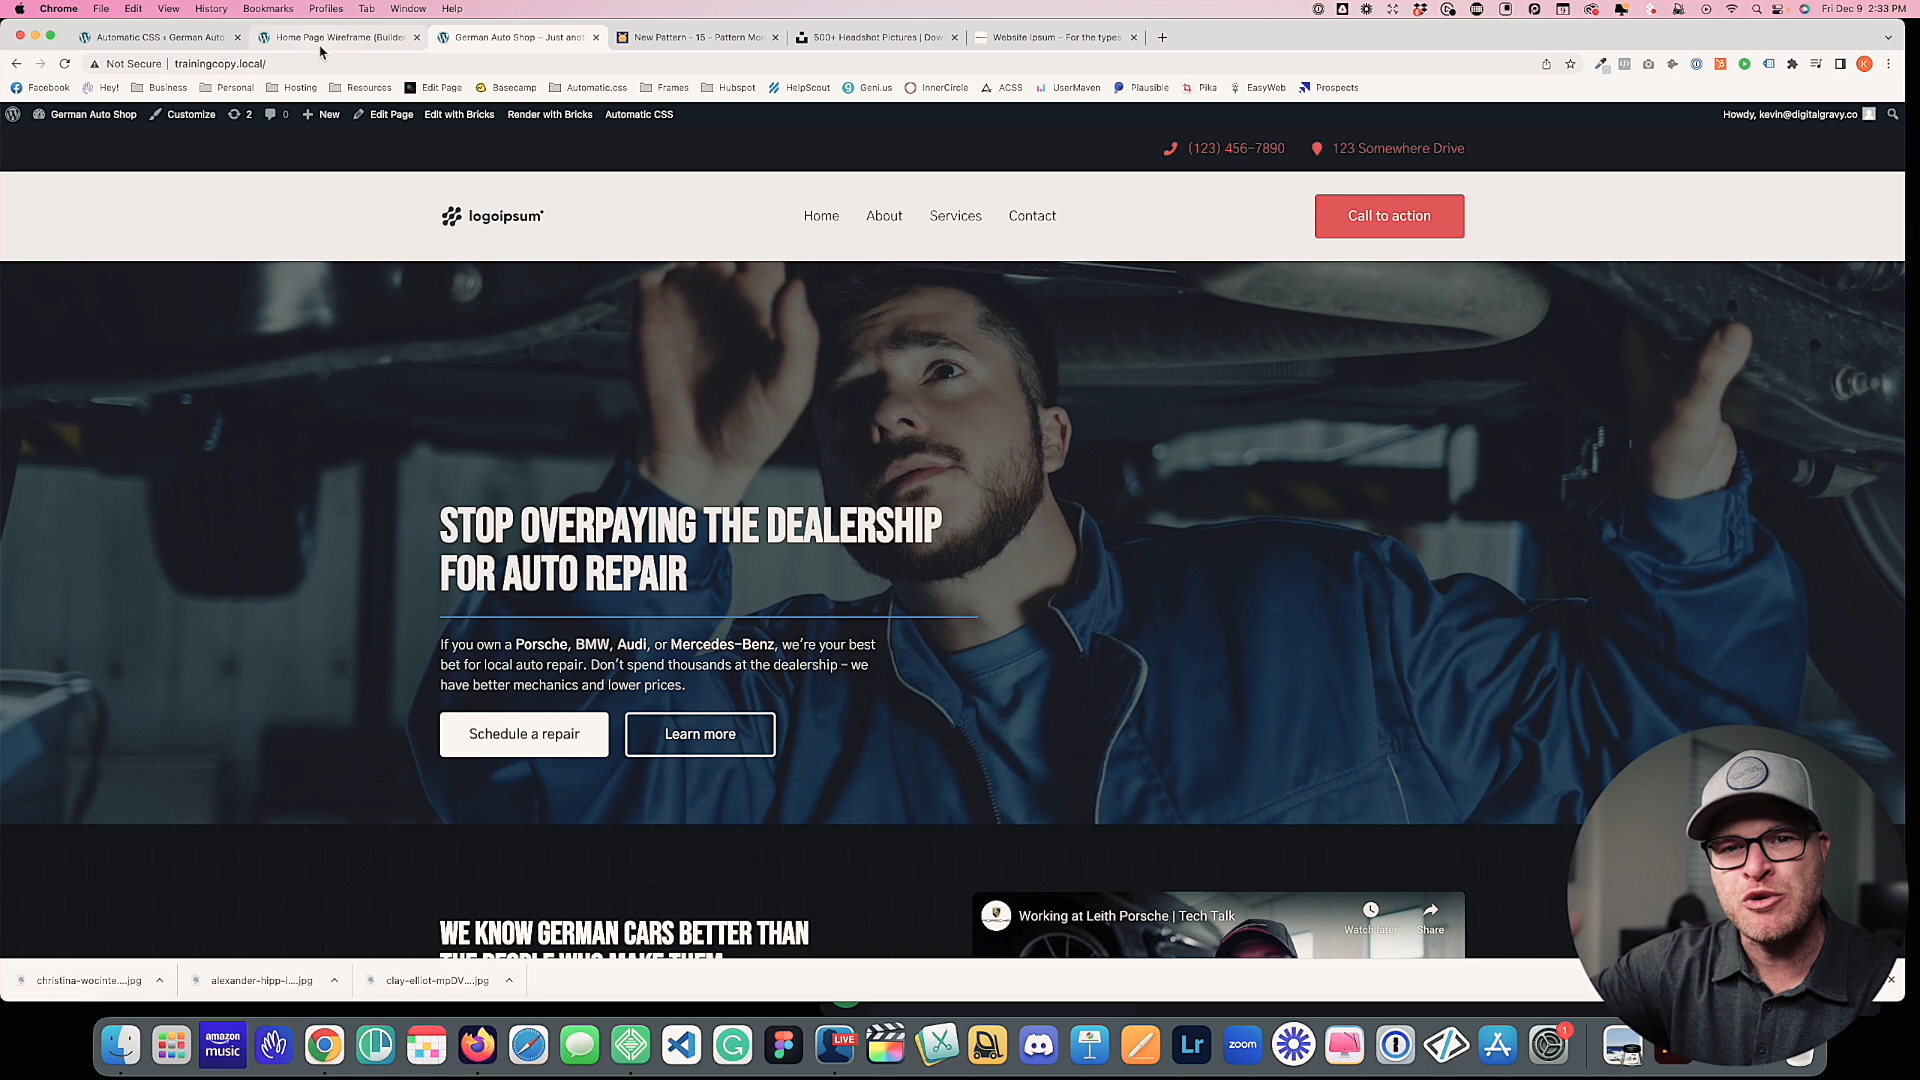 Chrome File Edit View History Bookmarks Profiles Tab Window Help
Fri Dec 9 2:33 PM
Automatic CSS ‹ German Auto
Home Page Wireframe (Builder
German Auto Shop – Just anot
New Pattern - 15 - Pattern Mon
500+ Headshot Pictures | Dow
Website Ipsum – For the types
Not Secure trainingcopy.local/
Facebook Hey! Business Personal Hosting Resources Edit Page Basecamp Automatic.css Frames Hubspot HelpScout Geni.us InnerCircle ACSS UserMaven Plausible Pika EasyWeb Prospects
German Auto Shop Customize 2 0 New Edit Page Edit with Bricks Render with Bricks Automatic CSS
Howdy, kevin@digitalgravy.co
(123) 456-7890 123 Somewhere Drive
logoipsum
Home About Services Contact
Call to action
STOP OVERPAYING THE DEALERSHIP
FOR AUTO REPAIR
If you own a Porsche, BMW, Audi, or Mercedes-Benz, we’re your best
bet for local auto repair. Don’t spend thousands at the dealership – we
have better mechanics and lower prices.
Schedule a repair
Learn more
WE KNOW GERMAN CARS BETTER THAN
THE PEOPLE WHO MAKE THEM
Working at Leith Porsche | Tech Talk
Watch later Share
christina-wocinte....jpg
alexander-hipp-i....jpg
clay-elliot-mpDV....jpg
amazon
music
LIVE
Lr
zoom
1